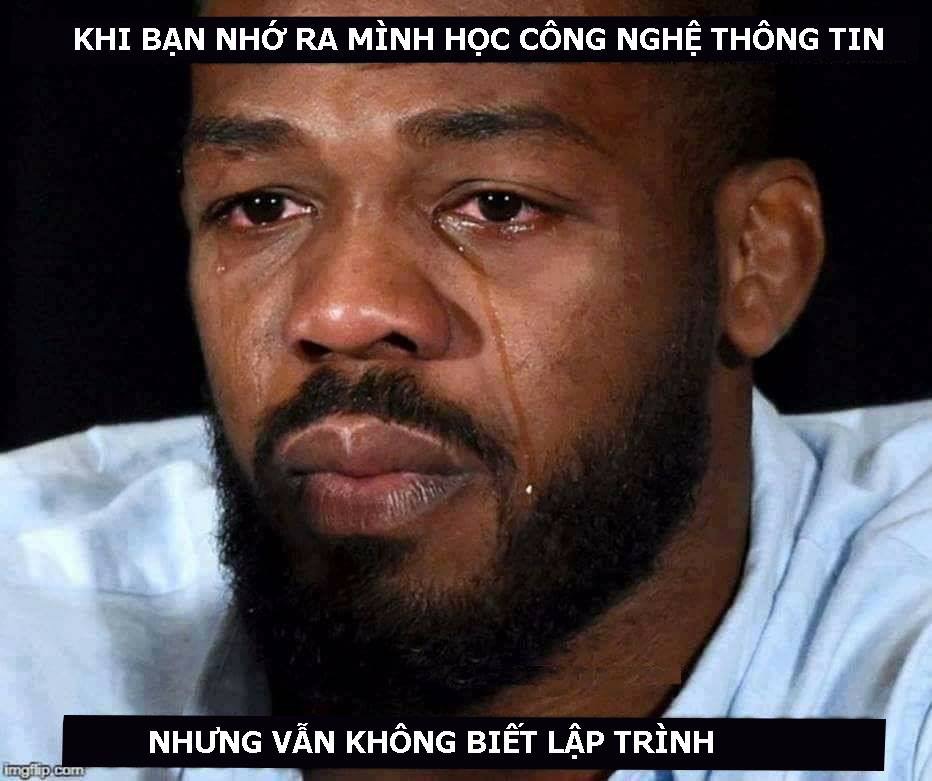 KHI BẠN NHỚ RA MÌNH HỌC CÔNG NGHỆ THÔNG TIN
NHƯNG VẪN KHÔNG BIẾT LẬP TRÌNH
imgflip.com